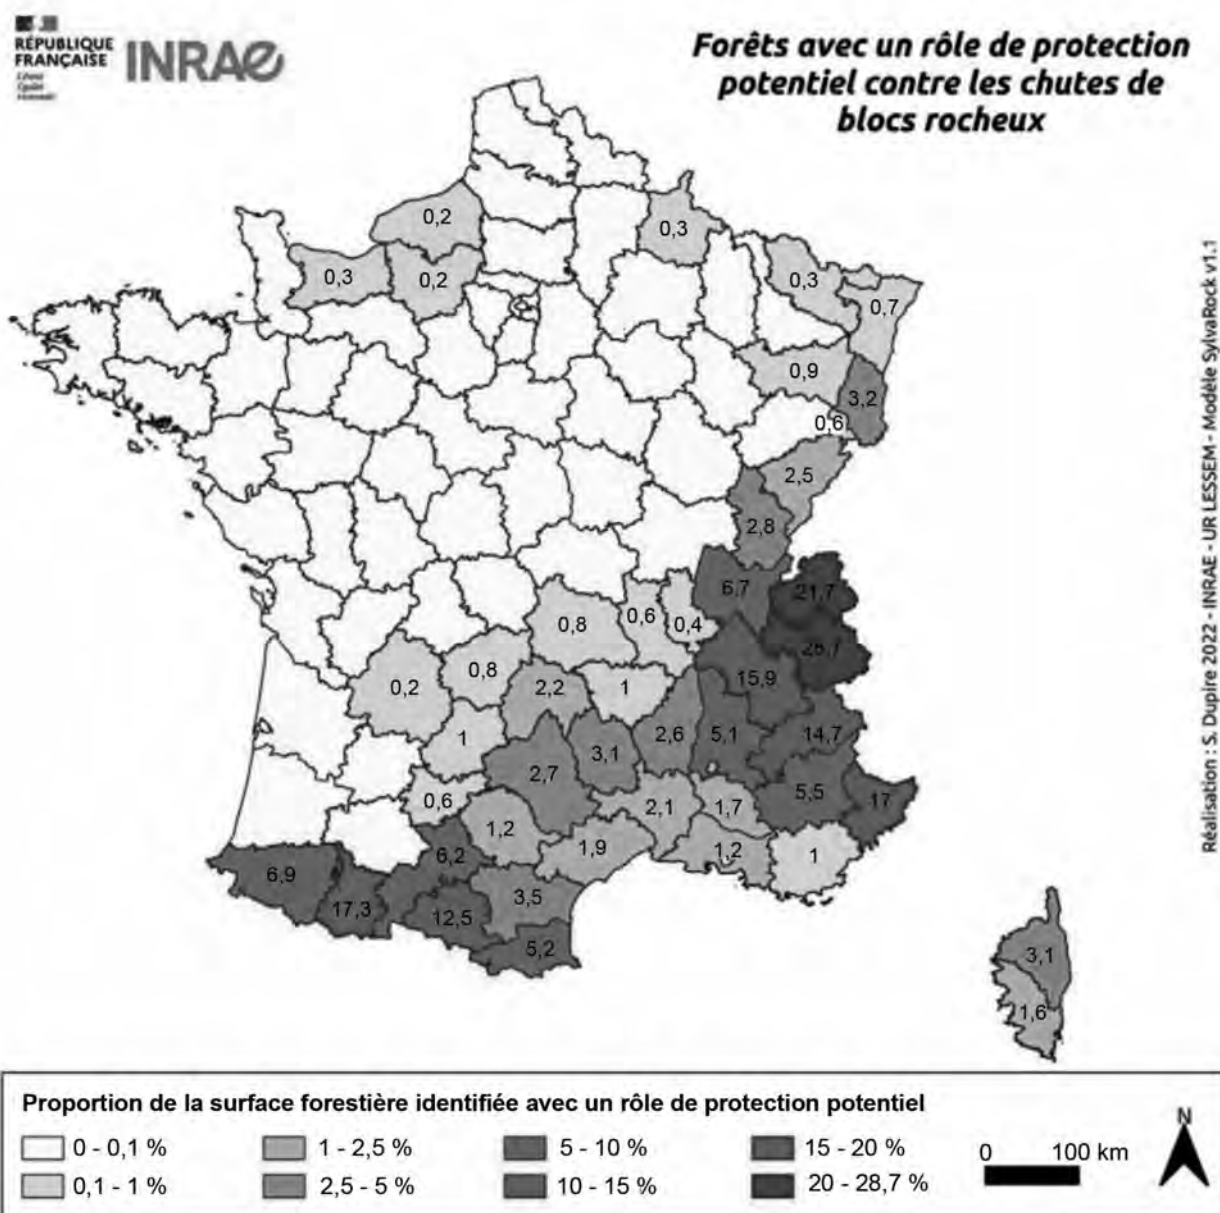 RÉPUBLIQUE
FRANÇAISE
Liberté
Égalité
Fraternité
INRAE
Forêts avec un rôle de protection
potentiel contre les chutes de
blocs rocheux
0,2
0,3
0,3
0,2
0,3
0,7
0,9
3,2
0,6
2,5
2,8
6,7
21,7
0,8
0,6
0,4
28,7
0,8
0,2
2,2
1
15,9
1
2,6
5,1
14,7
3,1
2,7
5,5
17
0,6
2,1
1,7
1,2
1,9
1,2
1
6,2
6,9
3,5
17,3
12,5
5,2
3,1
1,6
Réalisation : S. Dupire 2022 - INRAE - UR LESSEM - Modèle SylvaRock v1.1
Proportion de la surface forestière identifiée avec un rôle de protection potentiel
0 - 0,1 %
1 - 2,5 %
5 - 10 %
15 - 20 %
0,1 - 1 %
2,5 - 5 %
10 - 15 %
20 - 28,7 %
0 100 km
N